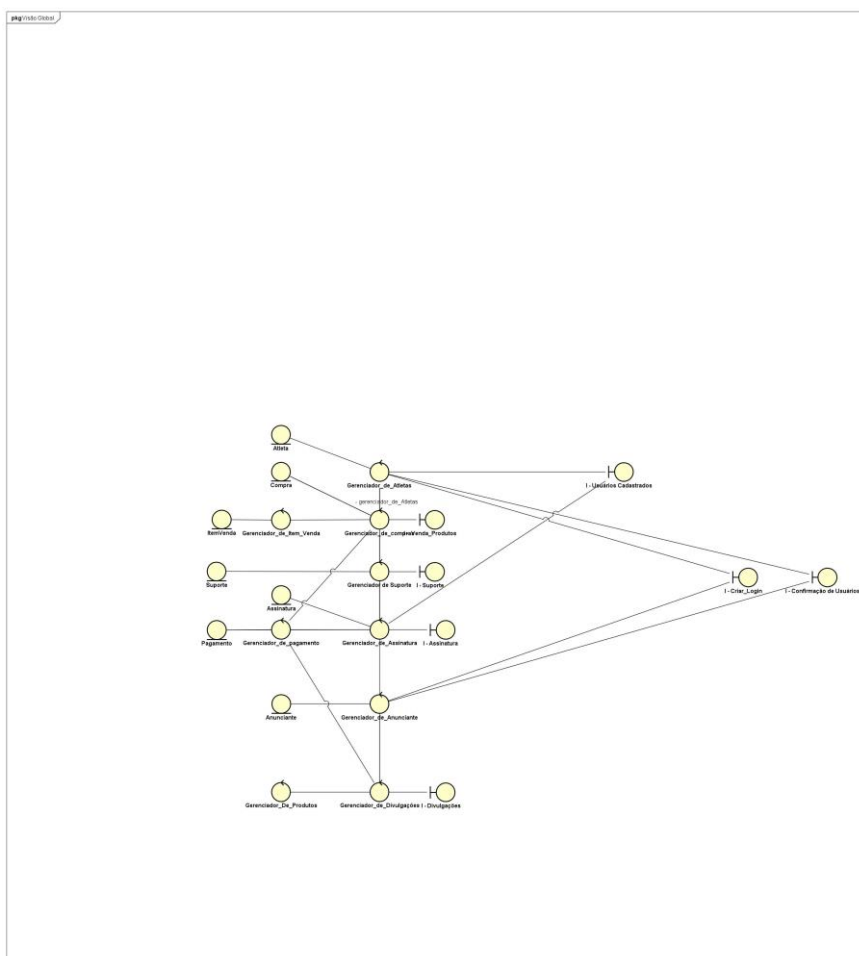 pkg Visão Global
Atleta
Compra
Gerenciador_de_Atletas
I - Usuários Cadastrados
- gerenciador_de_Atletas
ItemVenda
Gerenciador_de_Item_Venda
Gerenciador_de_compras
Venda_Produtos
Suporte
Gerenciador de Suporte
I - Suporte
I - Criar_Login
I - Confirmação de Usuários
Assinatura
Pagamento
Gerenciador_de_pagamento
Gerenciador_de_Assinatura
I - Assinatura
Anunciante
Gerenciador_de_Anunciante
Gerenciador_De_Produtos
Gerenciador_de_Divulgações
I - Divulgações